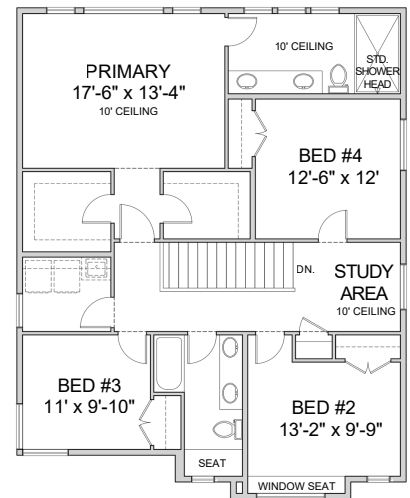 10' CEILING
PRIMARY
17'-6" x 13'-4"
10' CEILING
STD.
SHOWER
HEAD
BED #4
12'-6" x 12'
DN.
STUDY
AREA
10' CEILING
BED #3
11' x 9'-10"
BED #2
13'-2" x 9'-9"
SEAT
WINDOW SEAT